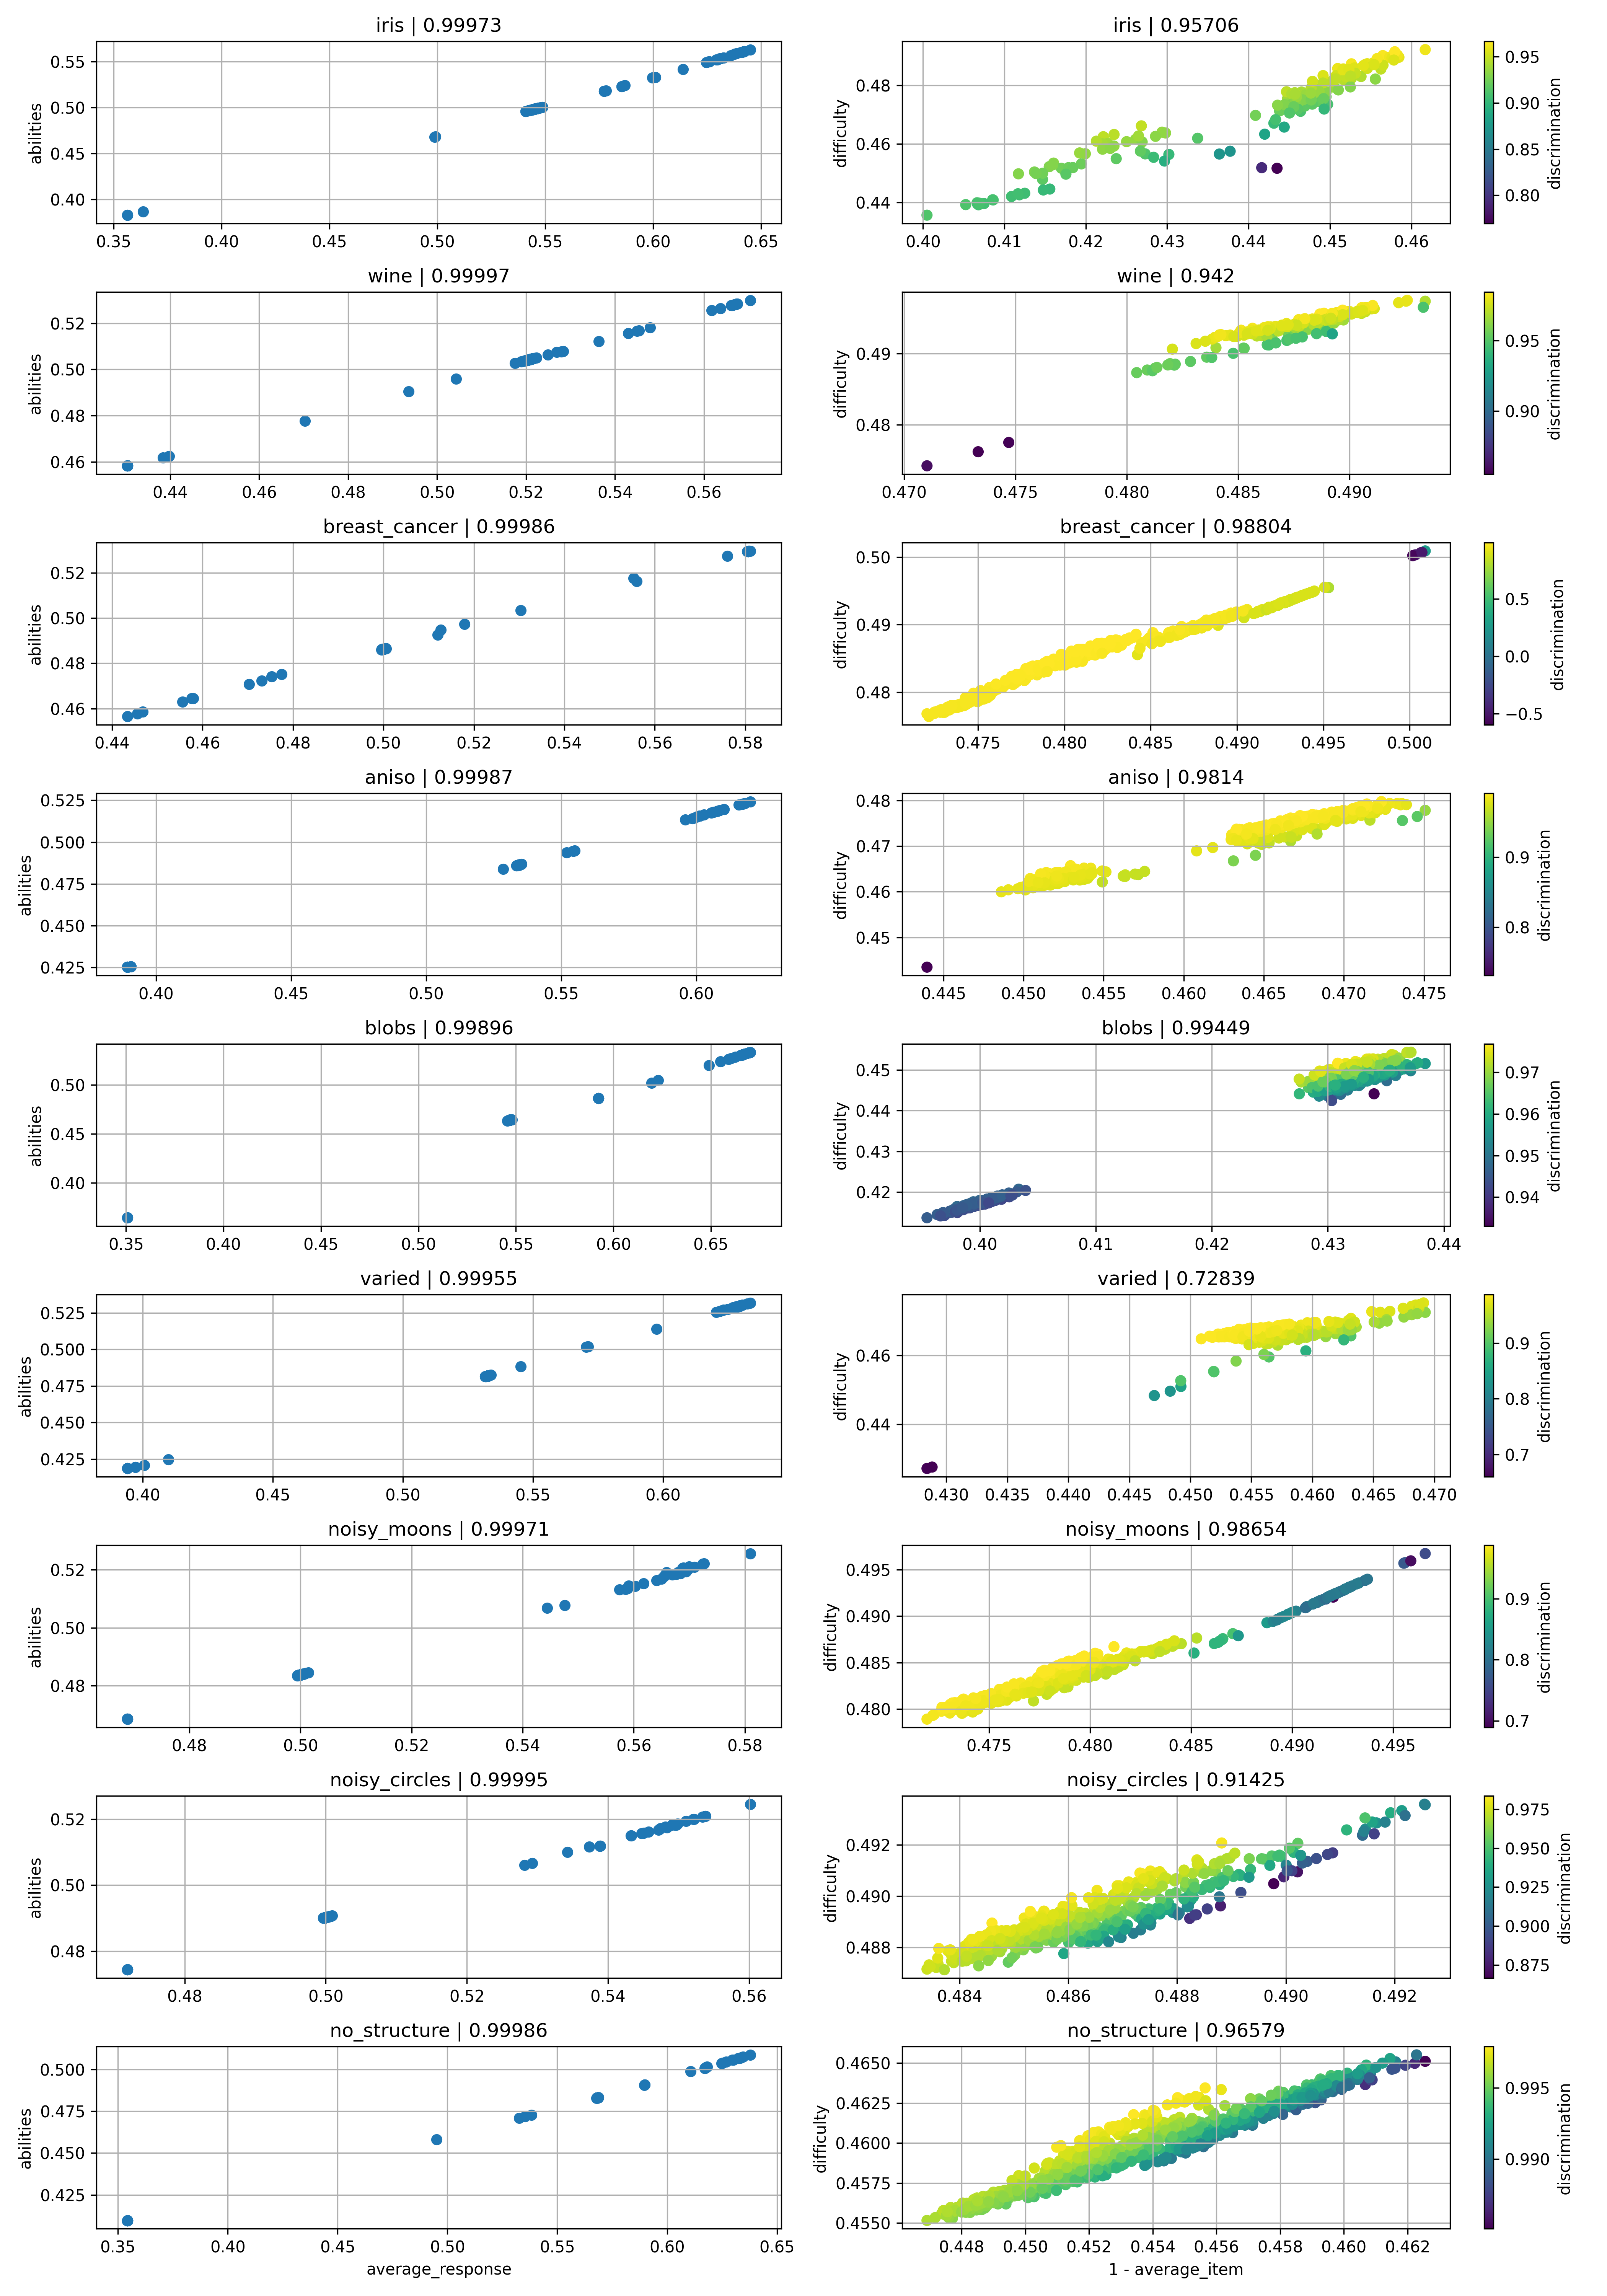 iris | 0.99973
abilities
0.55
0.50
0.45
0.40
0.35 0.40 0.45 0.50 0.55 0.60 0.65
iris | 0.95706
difficulty
0.48
0.46
0.44
0.40 0.41 0.42 0.43 0.44 0.45 0.46
0.95
0.90
0.85
0.80
discrimination
wine | 0.99997
abilities
0.52
0.50
0.48
0.46
0.44 0.46 0.48 0.50 0.52 0.54 0.56
wine | 0.942
difficulty
0.49
0.48
0.470 0.475 0.480 0.485 0.490
0.95
0.90
discrimination
breast_cancer | 0.99986
abilities
0.52
0.50
0.48
0.46
0.44 0.46 0.48 0.50 0.52 0.54 0.56 0.58
breast_cancer | 0.98804
difficulty
0.50
0.49
0.48
0.475 0.480 0.485 0.490 0.495 0.500
0.5
0.0
−0.5
discrimination
aniso | 0.99987
abilities
0.525
0.500
0.475
0.450
0.425
0.40 0.45 0.50 0.55 0.60
aniso | 0.9814
difficulty
0.48
0.47
0.46
0.45
0.445 0.450 0.455 0.460 0.465 0.470 0.475
0.9
0.8
discrimination
blobs | 0.99896
abilities
0.50
0.45
0.40
0.35 0.40 0.45 0.50 0.55 0.60 0.65
blobs | 0.99449
difficulty
0.45
0.44
0.43
0.42
0.40 0.41 0.42 0.43 0.44
0.97
0.96
0.95
0.94
discrimination
varied | 0.99955
abilities
0.525
0.500
0.475
0.450
0.425
0.40 0.45 0.50 0.55 0.60
varied | 0.72839
difficulty
0.46
0.44
0.430 0.435 0.440 0.445 0.450 0.455 0.460 0.465 0.470
0.9
0.8
0.7
discrimination
noisy_moons | 0.99971
abilities
0.52
0.50
0.48
0.48 0.50 0.52 0.54 0.56 0.58
noisy_moons | 0.98654
difficulty
0.495
0.490
0.485
0.480
0.475 0.480 0.485 0.490 0.495
0.9
0.8
0.7
discrimination
noisy_circles | 0.99995
abilities
0.52
0.50
0.48
0.48 0.50 0.52 0.54 0.56
noisy_circles | 0.91425
difficulty
0.492
0.490
0.488
0.484 0.486 0.488 0.490 0.492
0.975
0.950
0.925
0.900
0.875
discrimination
no_structure | 0.99986
abilities
0.500
0.475
0.450
0.425
0.35 0.40 0.45 0.50 0.55 0.60 0.65
average_response
no_structure | 0.96579
difficulty
0.4650
0.4625
0.4600
0.4575
0.4550
0.448 0.450 0.452 0.454 0.456 0.458 0.460 0.462
1 - average_item
0.995
0.990
discrimination